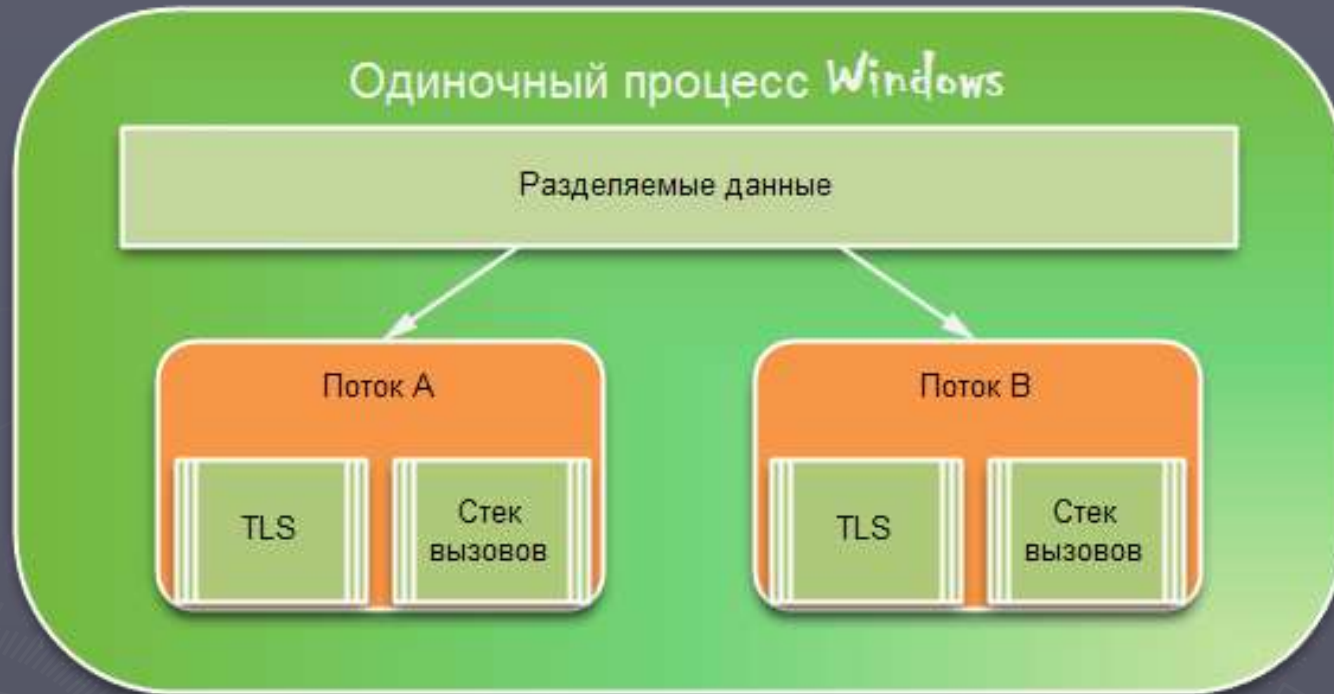 Одиночный процесс Windows
Разделяемые данные
Поток A
TLS
Стек
вызовов
Поток B
TLS
Стек
вызовов